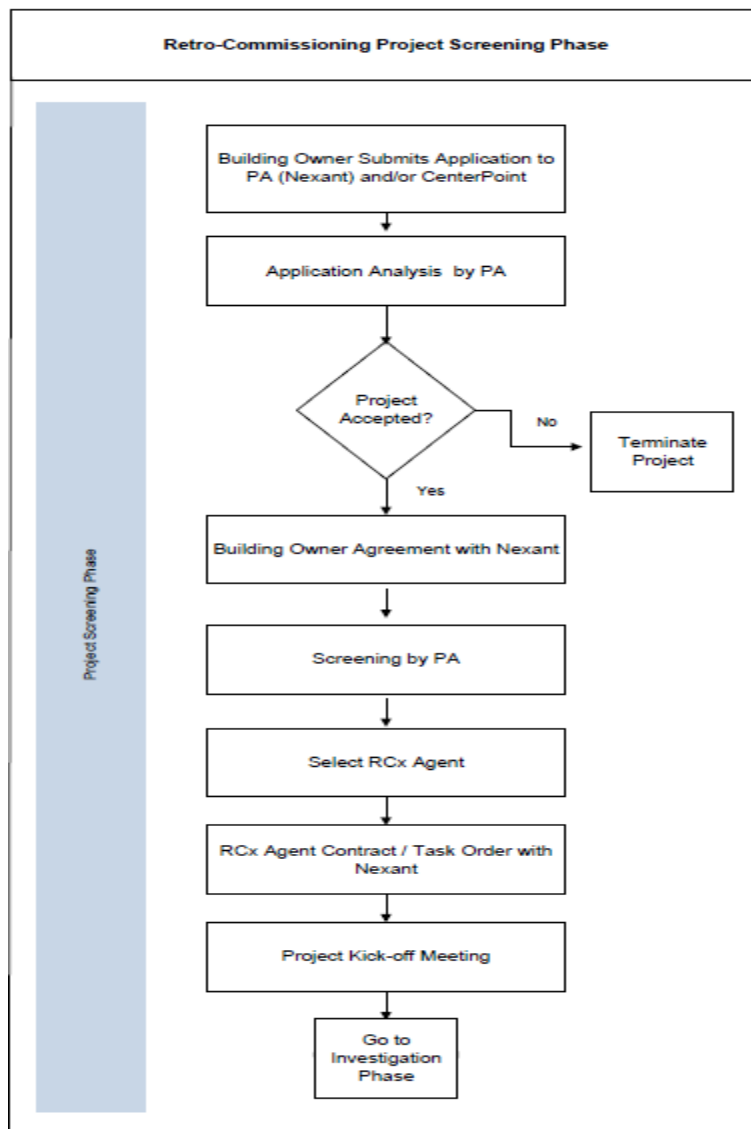 Retro-Commissioning Project Screening Phase
Building Owner Submits Application to
PA (Nexant) and/or CenterPoint
Application Analysis by PA
Project
Accepted?
No
Terminate
Project
Yes
Building Owner Agreement with Nexant
Project Screening Phase
Screening by PA
Select RCx Agent
RCx Agent Contract / Task Order with
Nexant
Project Kick-off Meeting
Go to
Investigation
Phase